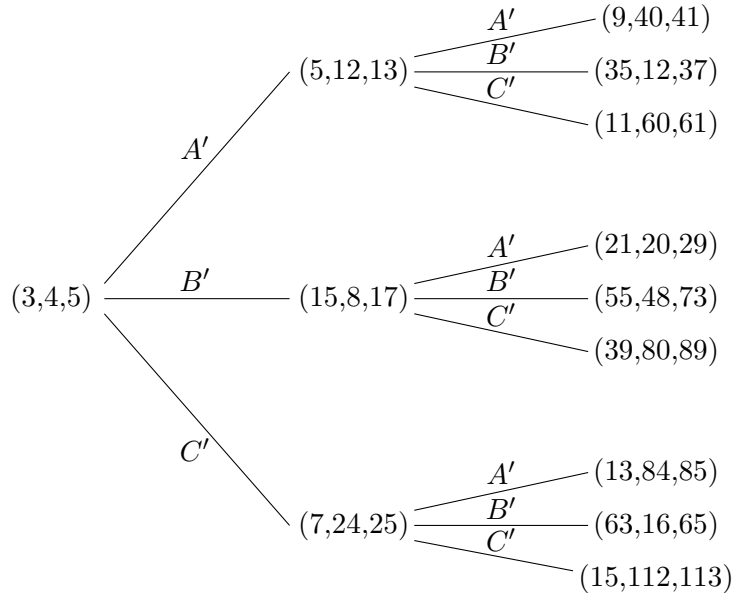 A′ (9,40,41)
(5,12,13) B′ (35,12,37)
C′ (11,60,61)
A′
A′ (21,20,29)
(3,4,5) B′ (15,8,17) B′ (55,48,73)
C′ (39,80,89)
C′
A′ (13,84,85)
(7,24,25) B′ (63,16,65)
C′ (15,112,113)